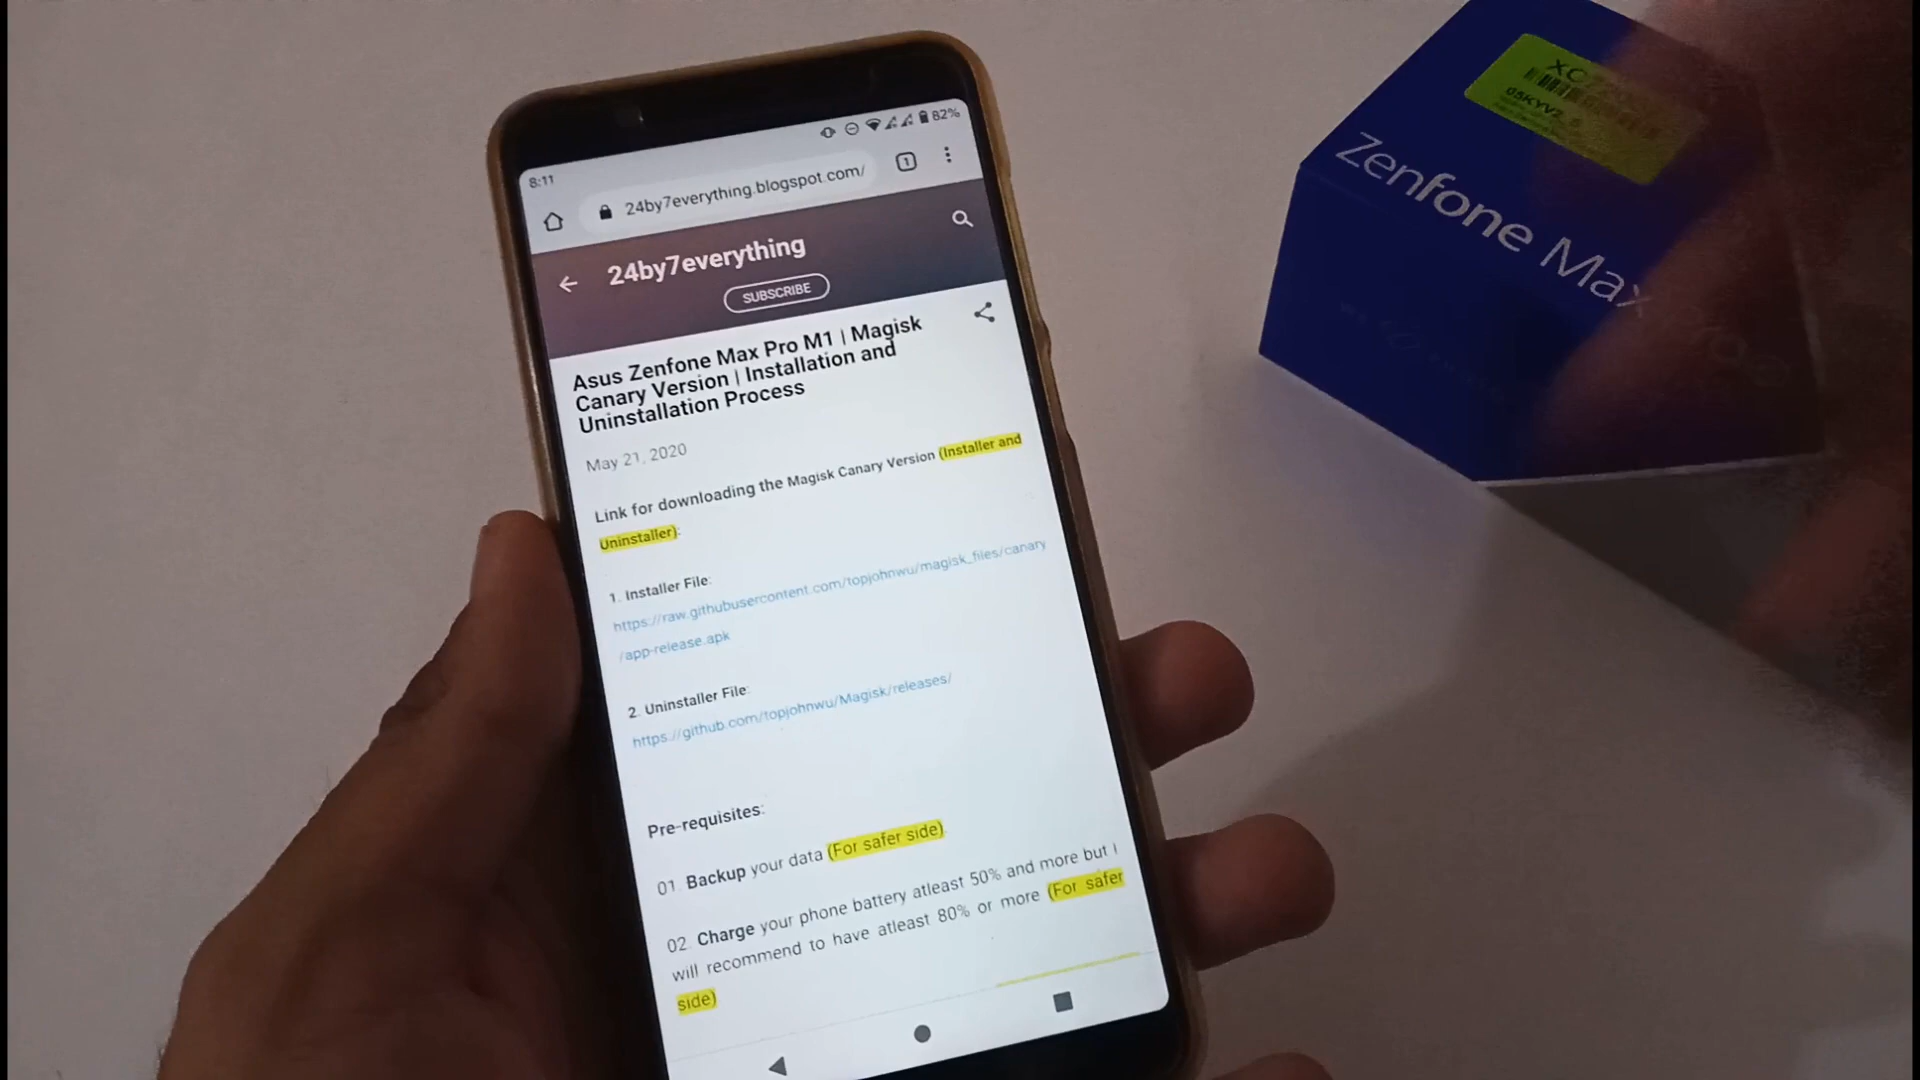 8:11
82%
24by7everything.blogspot.com/
1
24by7everything
SUBSCRIBE
Asus Zenfone Max Pro M1 | Magisk
Canary Version | Installation and
Uninstallation Process
May 21, 2020
Link for downloading the Magisk Canary Version (Installer and
Uninstaller):
1. Installer File:
https://raw.githubusercontent.com/topjohnwu/magisk_files/canary
/app-release.apk
2. Uninstaller File:
https://github.com/topjohnwu/Magisk/releases/
Pre-requisites:
01. Backup your data (For safer side)
02. Charge your phone battery atleast 50% and more but I
will recommend to have atleast 80% or more (For safer
side)
Zenfone Max